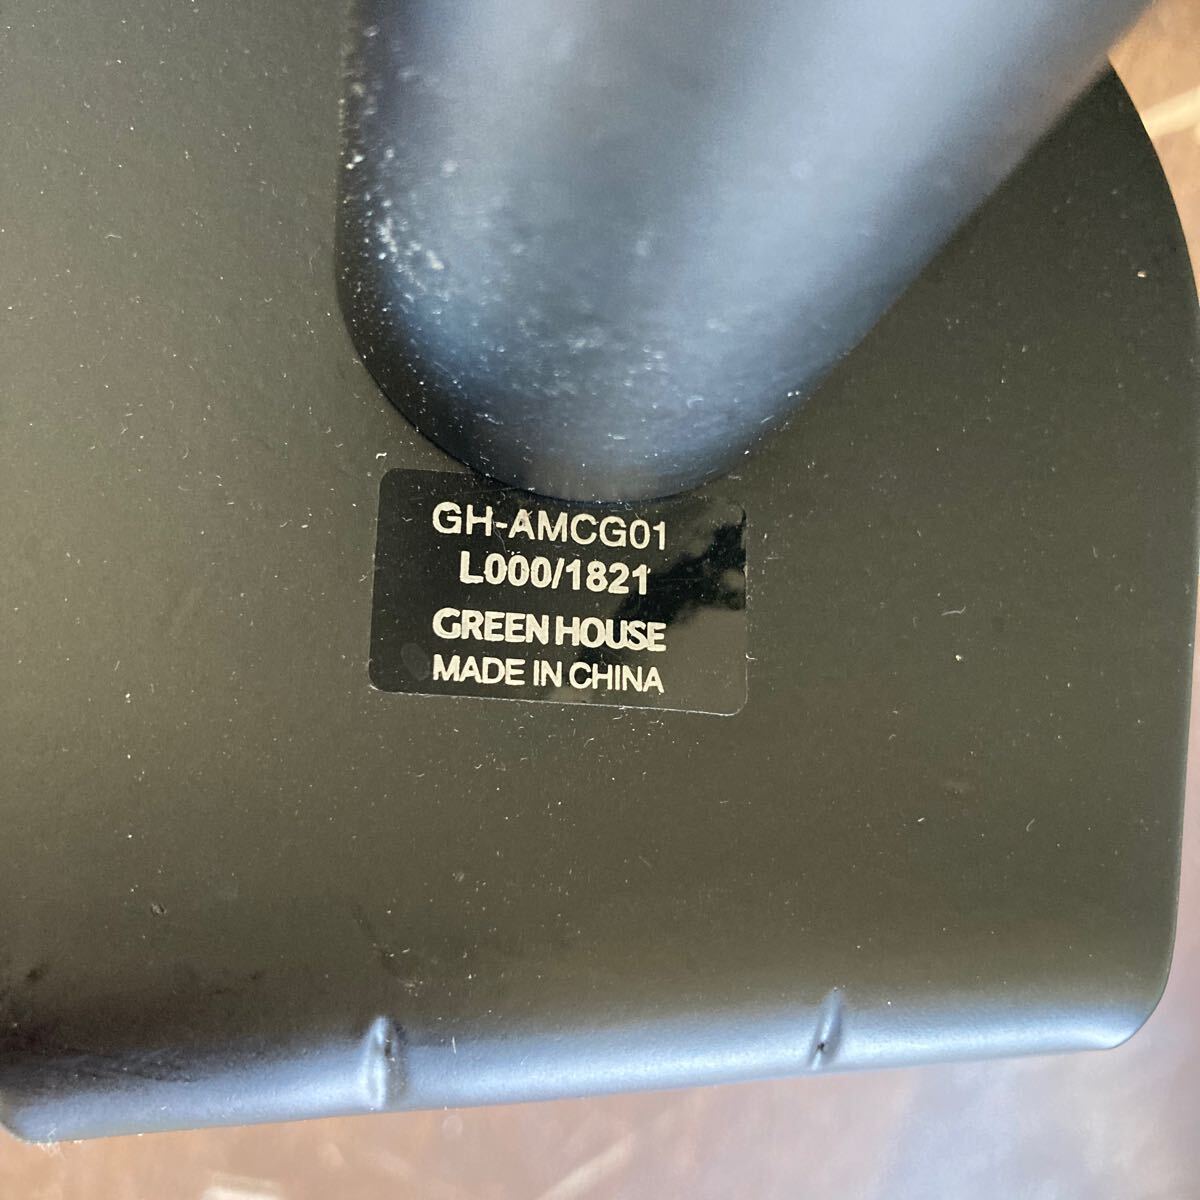 GH-AMCG01
L000/1821
GREEN HOUSE
MADE IN CHINA